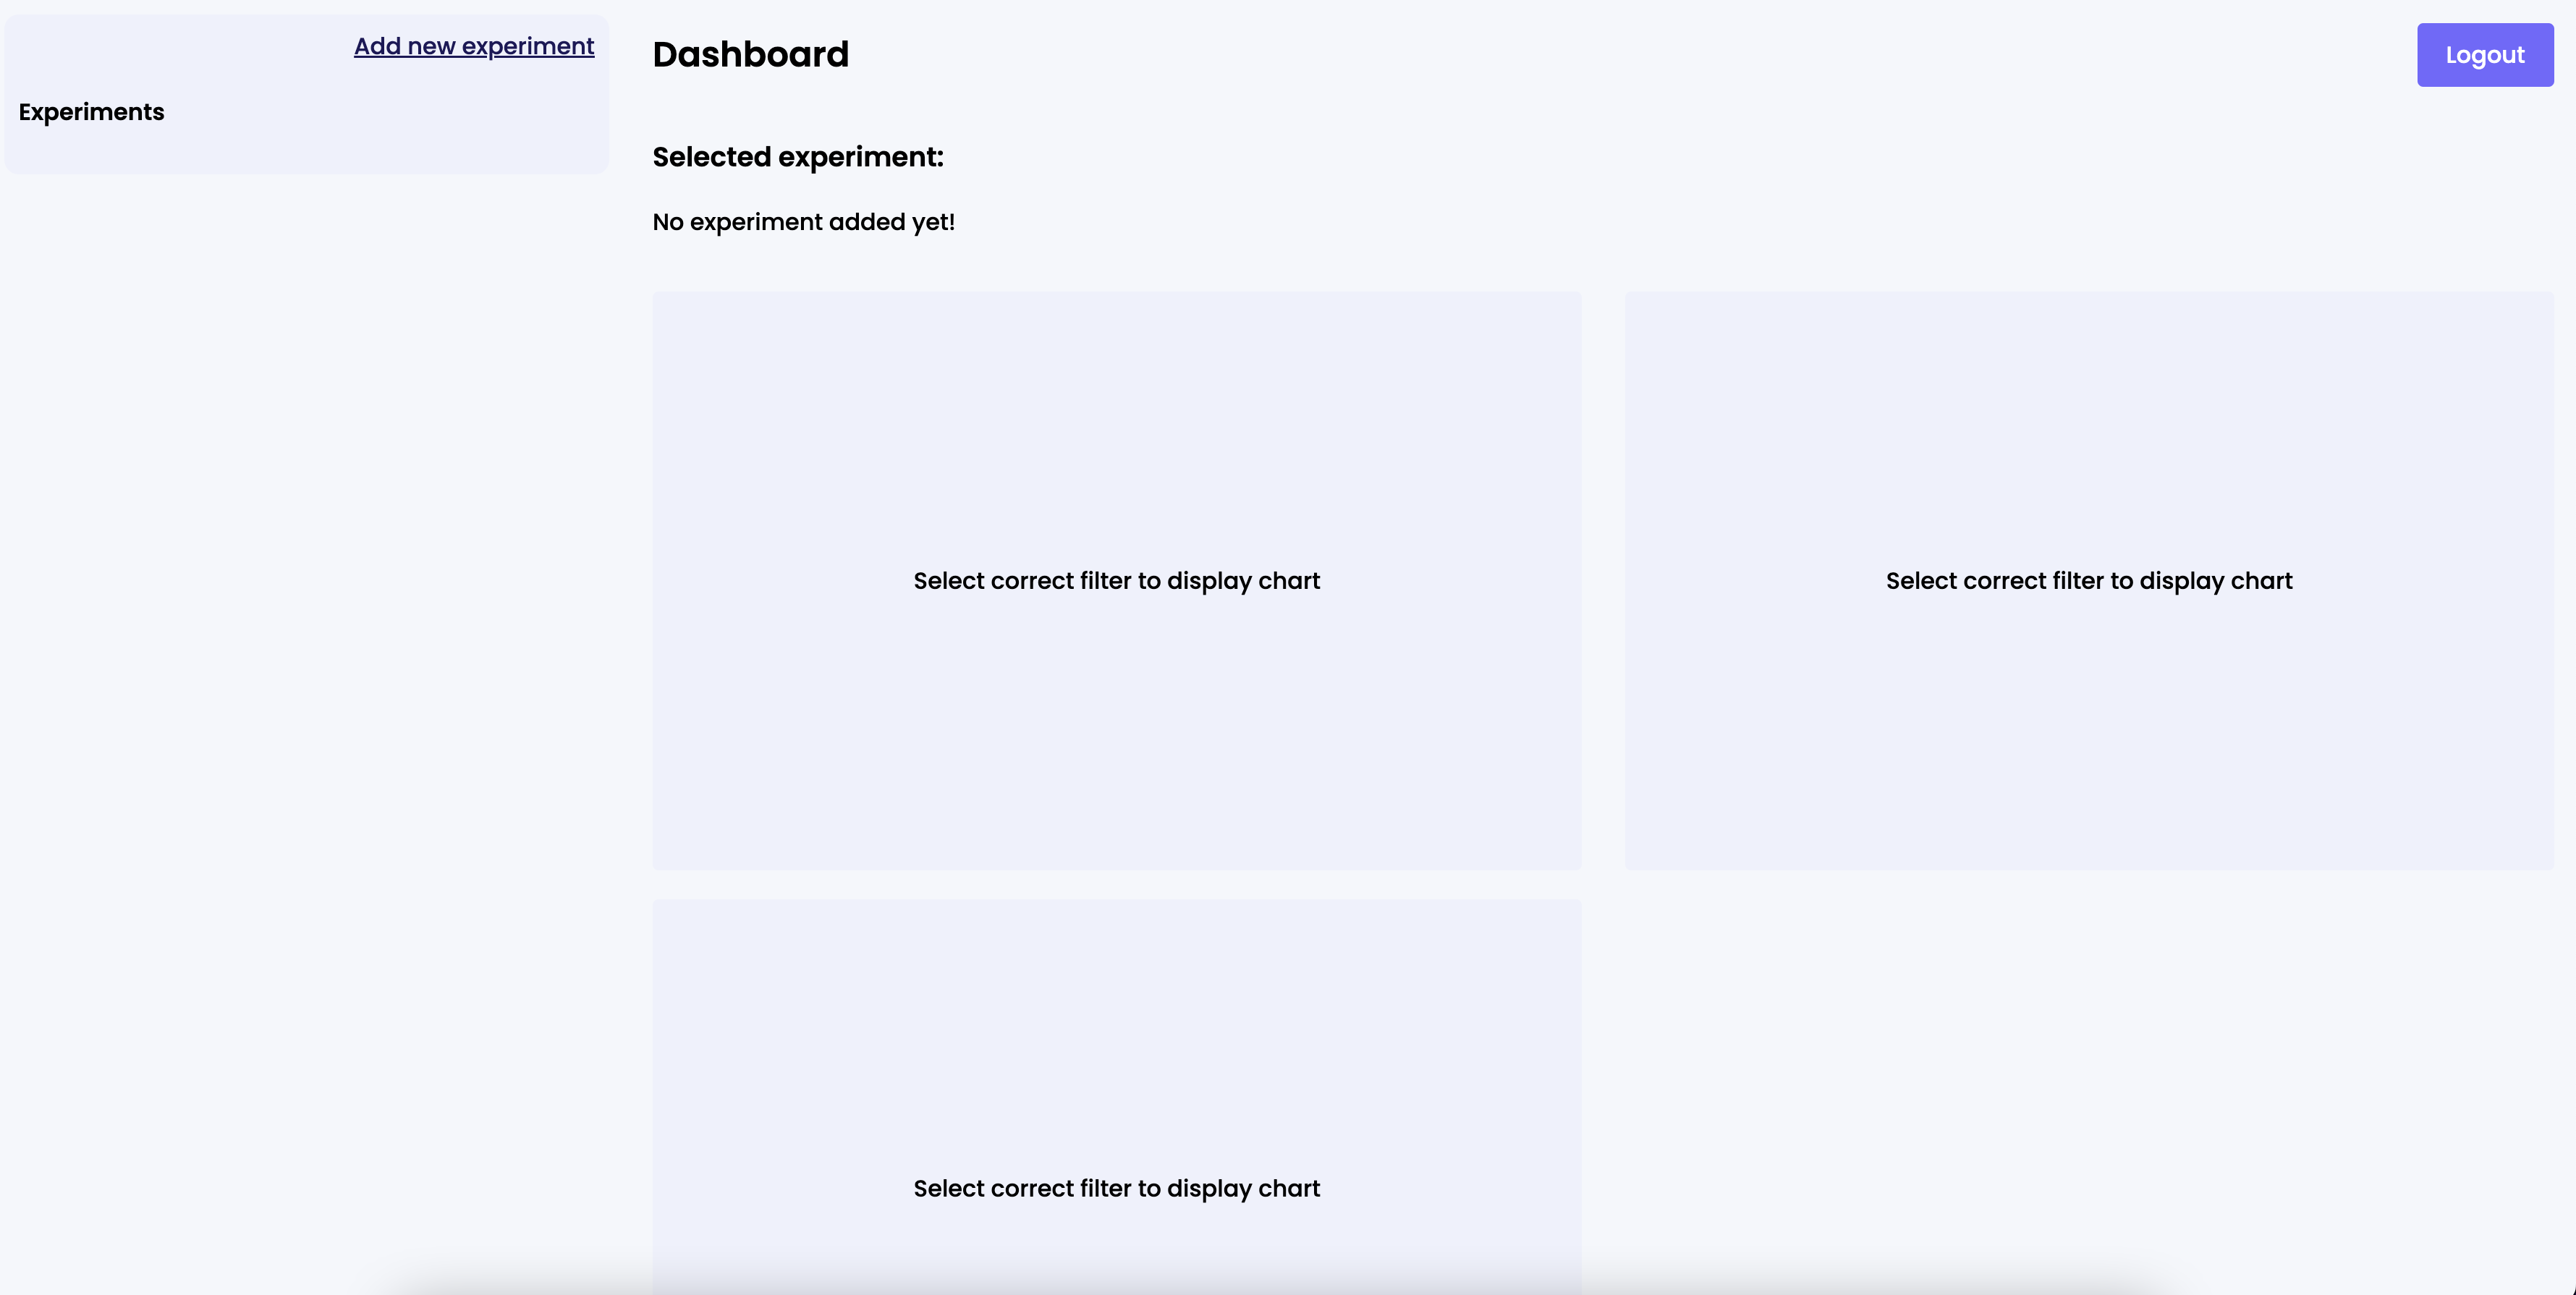 Add new experiment
Experiments
Dashboard
Logout
Selected experiment:
No experiment added yet!
Select correct filter to display chart
Select correct filter to display chart
Select correct filter to display chart